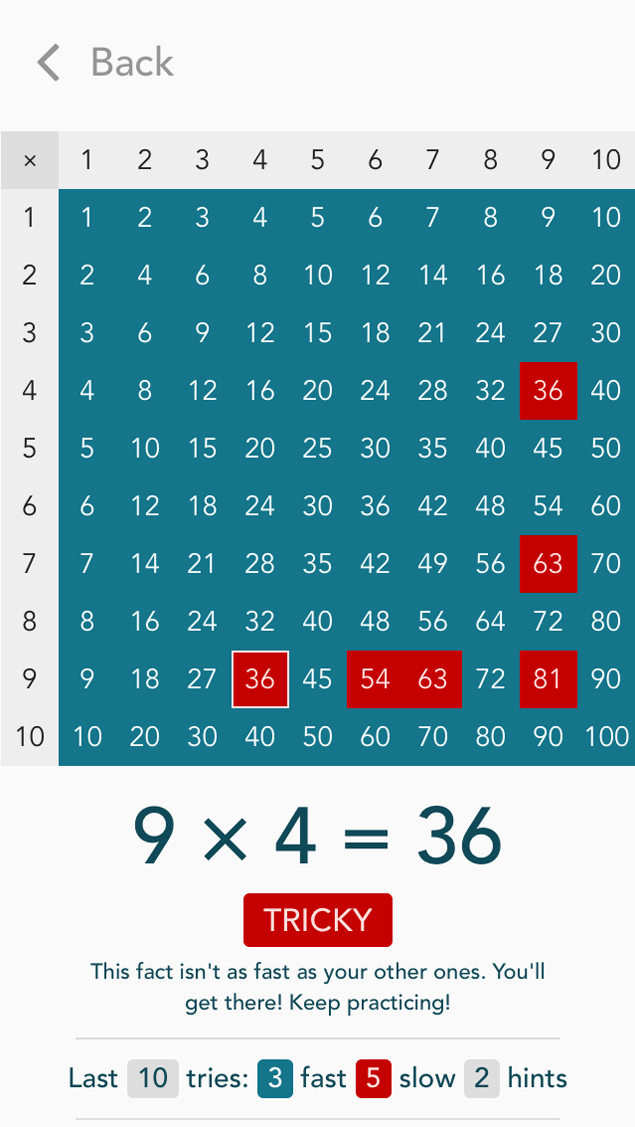 Back
× 1 2 3 4 5 6 7 8 9 10
1 1 2 3 4 5 6 7 8 9 10
2 2 4 6 8 10 12 14 16 18 20
3 3 6 9 12 15 18 21 24 27 30
4 4 8 12 16 20 24 28 32 36 40
5 5 10 15 20 25 30 35 40 45 50
6 6 12 18 24 30 36 42 48 54 60
7 7 14 21 28 35 42 49 56 63 70
8 8 16 24 32 40 48 56 64 72 80
9 9 18 27 36 45 54 63 72 81 90
10 10 20 30 40 50 60 70 80 90 100
9 × 4 = 36
TRICKY
This fact isn't as fast as your other ones. You'll
get there! Keep practicing!
Last 10 tries: 3 fast 5 slow 2 hints